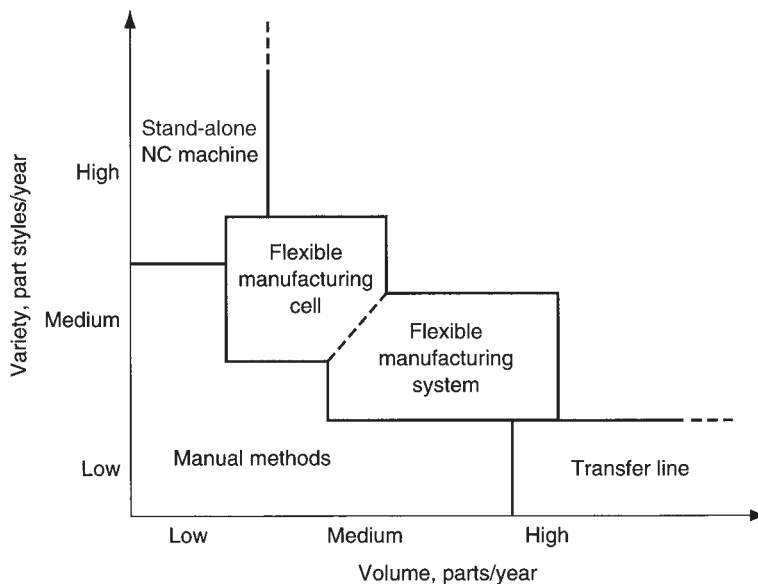 Variety, part styles/year
High
Medium
Low
Stand-alone
NC machine
Flexible
manufacturing
cell
Flexible
manufacturing
system
Manual methods
Transfer line
Low
Medium
High
Volume, parts/year